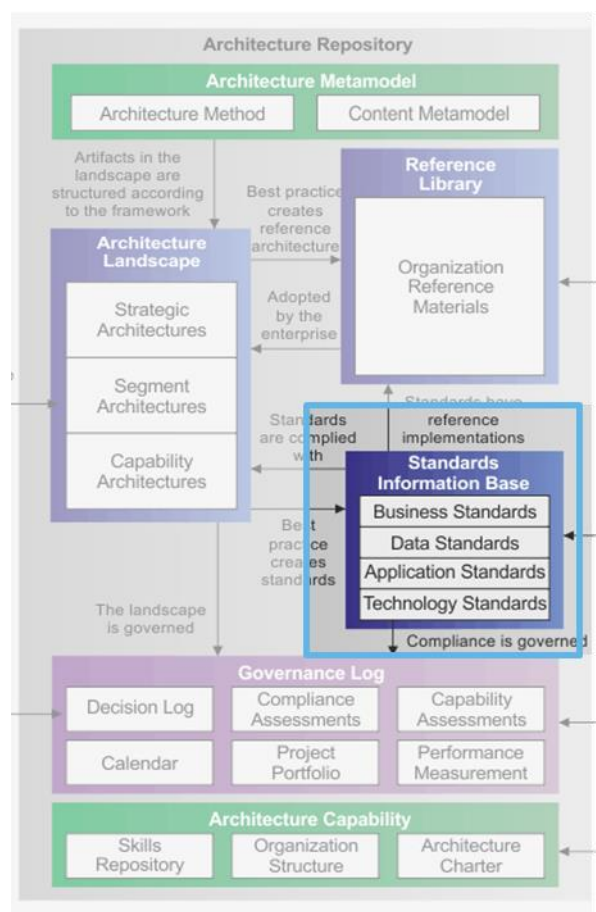 Architecture Repository
Architecture Metamodel
Architecture Method
Content Metamodel
Artifacts in the
landscape are
structured according
to the framework
Best practice
creates
reference
architecture
Reference
Library
Organization
Reference
Materials
Architecture
Landscape
Strategic
Architectures
Segment
Architectures
Capability
Architectures
Adopted
by the
enterprise
Standards have
reference
implementations
Standards
are complied
with
Standards
Information Base
Business Standards
Data Standards
Application Standards
Technology Standards
Best
practice
creates
standards
The landscape
is governed
Compliance is governed
Governance Log
Decision Log
Compliance
Assessments
Capability
Assessments
Calendar
Project
Portfolio
Performance
Measurement
Architecture Capability
Skills
Repository
Organization
Structure
Architecture
Charter